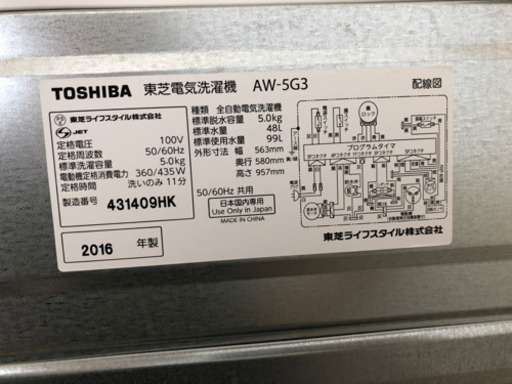 TOSHIBA 東芝電気洗濯機 AW-5G3 配線図
東芝ライフスタイル株式会社
JET
定格電圧 100V
定格周波数 50/60Hz
標準洗濯容量 5.0kg
電動機定格消費電力 360/435W
定格時間 洗いのみ 11分
製造番号 431409HK
2016 年製
種類 全自動電気洗濯機
標準脱水容量 5.0kg
標準水量 48L
標準使用水量 99L
外形寸法 幅 563mm
奥行 580mm
高さ 957mm
50/60Hz 共用
日本国内専用
Use Only in Japan
MADE IN CHINA
ロック
プログラムタイマ
東芝ライフスタイル株式会社